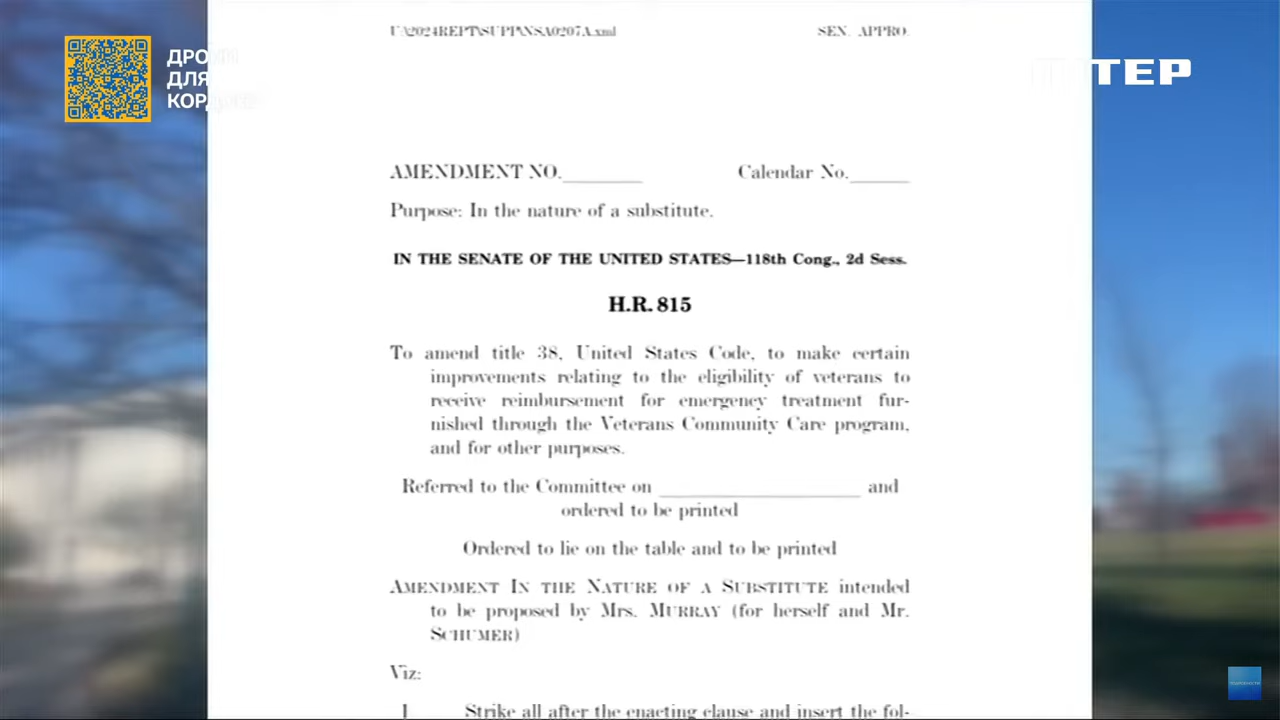 U:\2024REPT\SUPP\NSA0207A.xml
SEN. APPRO.
ДЛЯ
ТЕР
AMENDMENT NO.________ Calendar No.______
Purpose: In the nature of a substitute.
IN THE SENATE OF THE UNITED STATES—118th Cong., 2d Sess.
H.R. 815
To amend title 38, United States Code, to make certain
improvements relating to the eligibility of veterans to
receive reimbursement for emergency treatment fur-
nished through the Veterans Community Care program,
and for other purposes.
Referred to the Committee on ____________________ and
ordered to be printed
Ordered to lie on the table and to be printed
AMENDMENT IN THE NATURE OF A SUBSTITUTE intended
to be proposed by Mrs. MURRAY (for herself and Mr.
SCHUMER)
Viz:
1 Strike all after the enacting clause and insert the fol-